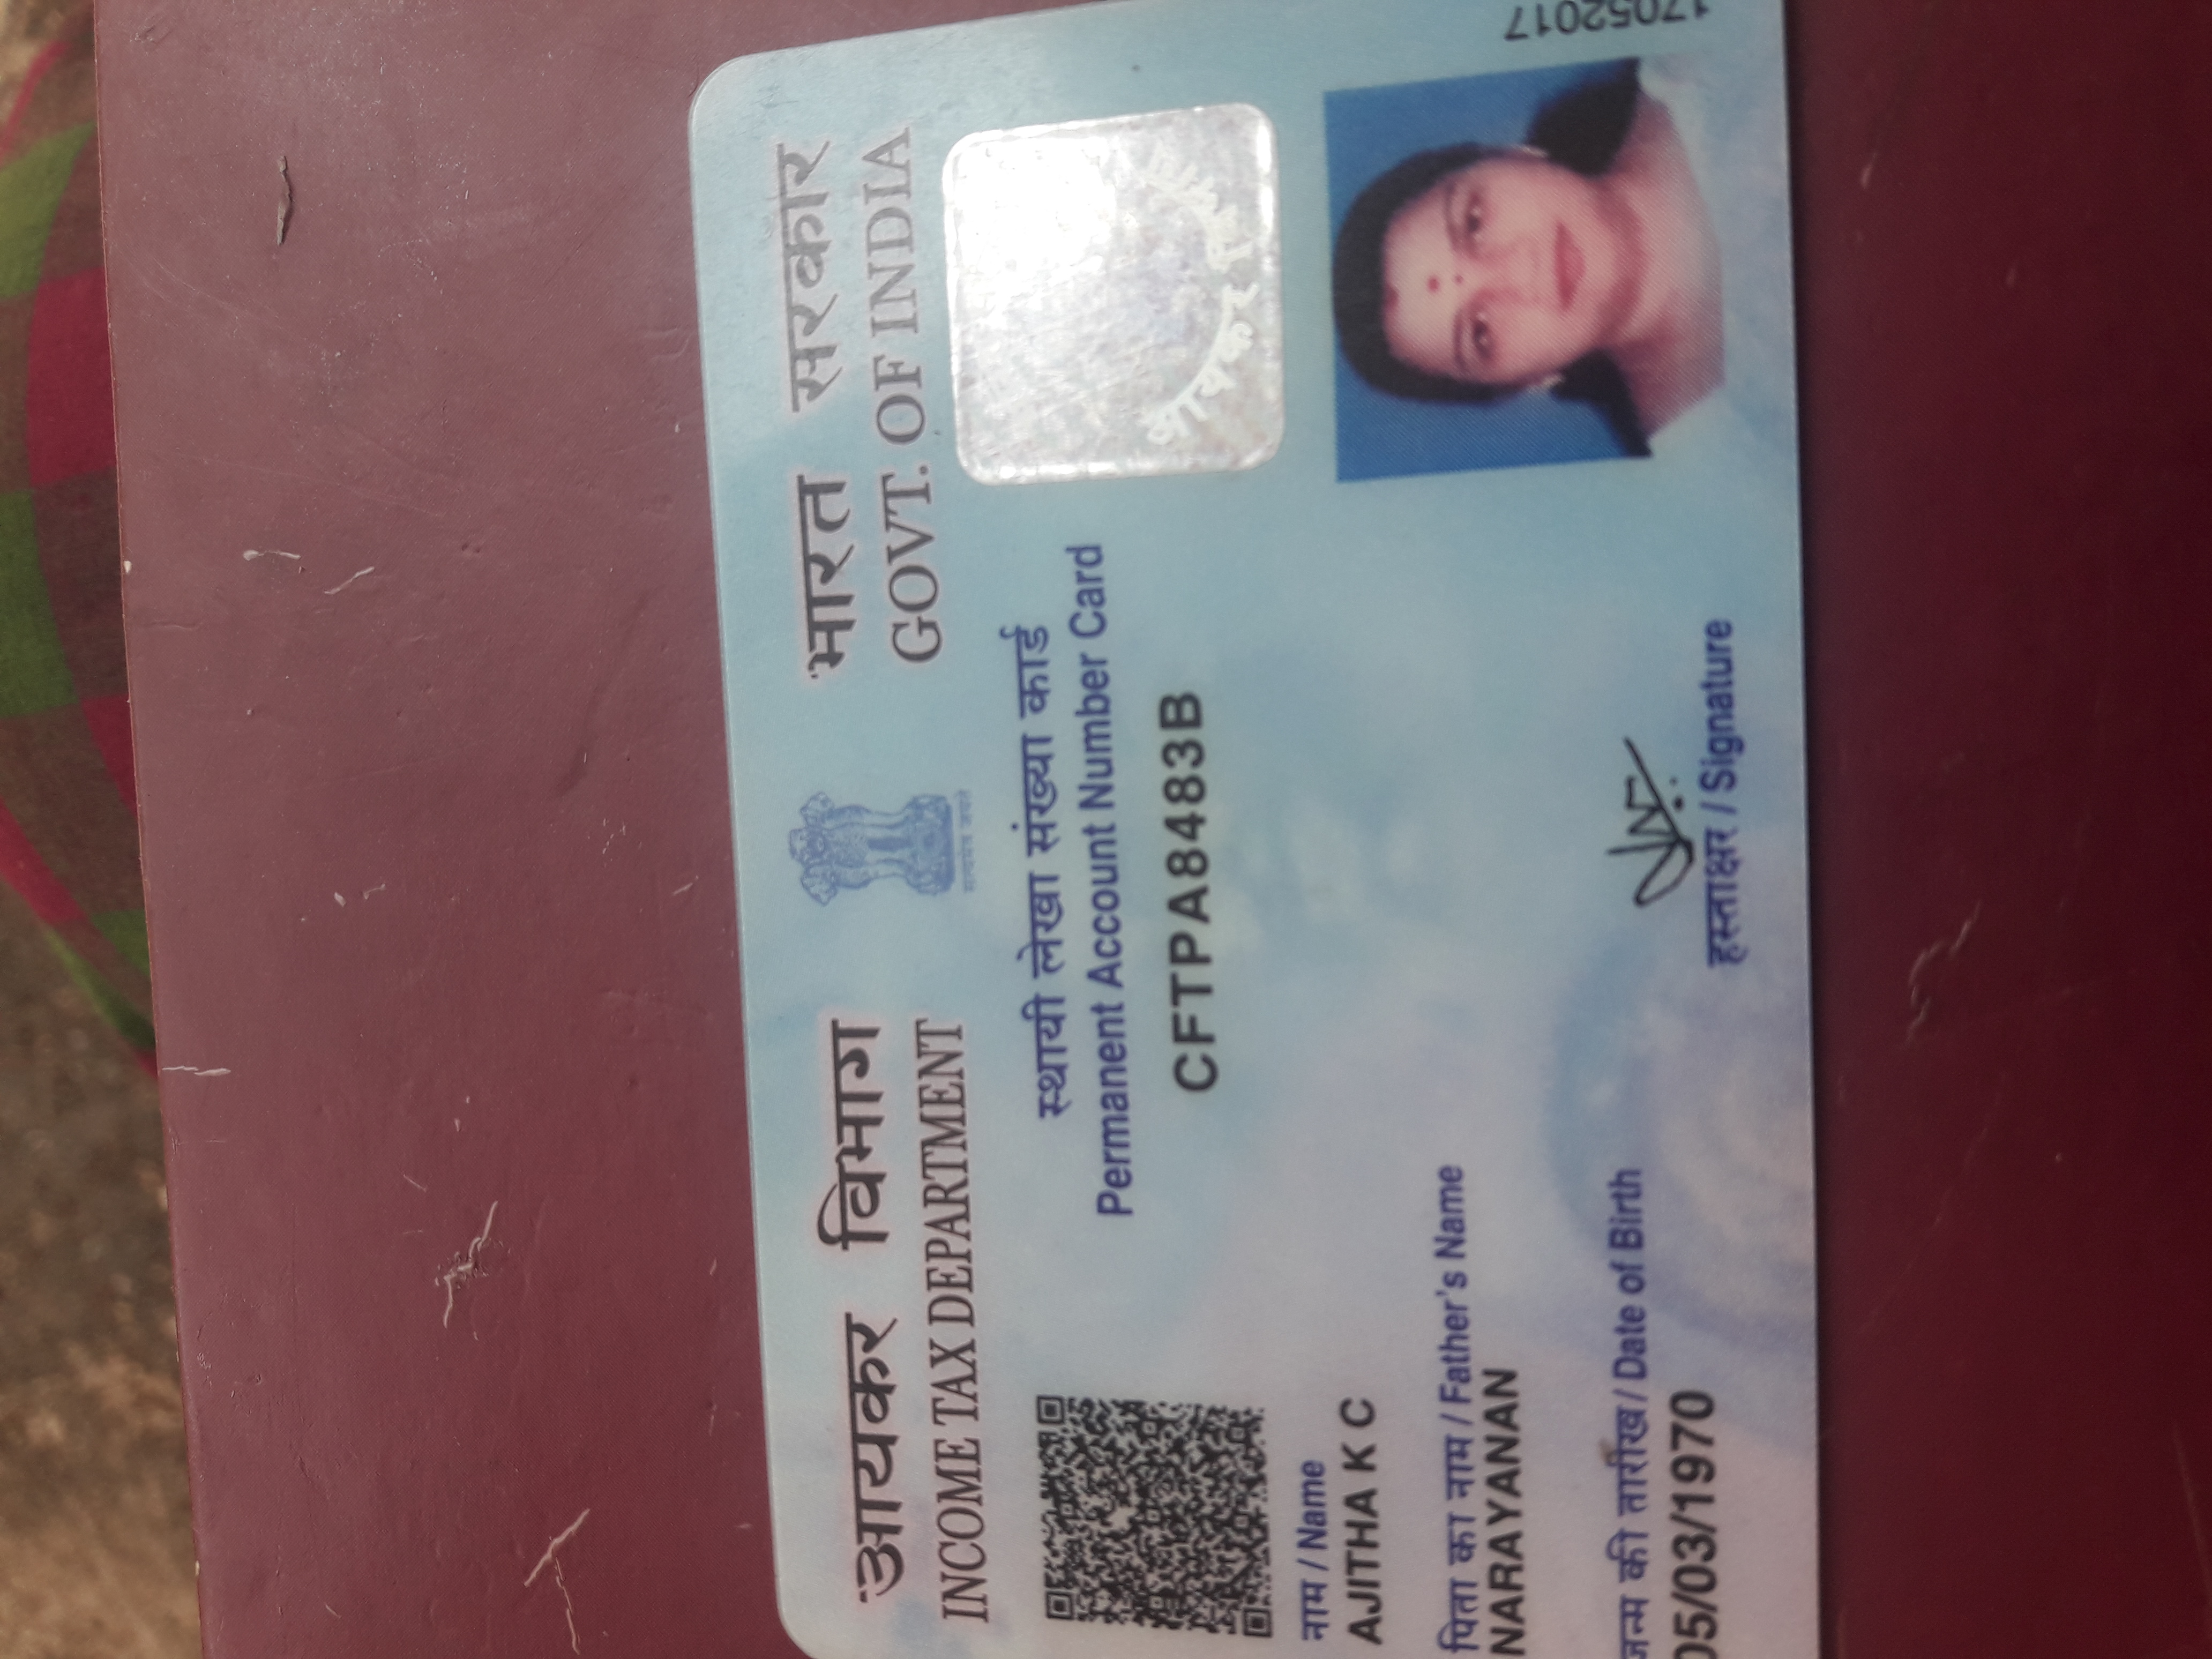 आयकर विभाग
INCOME TAX DEPARTMENT
सत्यमेव जयते
भारत सरकार
GOVT. OF INDIA
स्थायी लेखा संख्या कार्ड
Permanent Account Number Card
CFTPA8483B
आयकर विभाग
नाम / Name
AJITHA K C
पिता का नाम / Father's Name
NARAYANAN
जन्म की तारीख / Date of Birth
05/03/1970
हस्ताक्षर / Signature
17052017